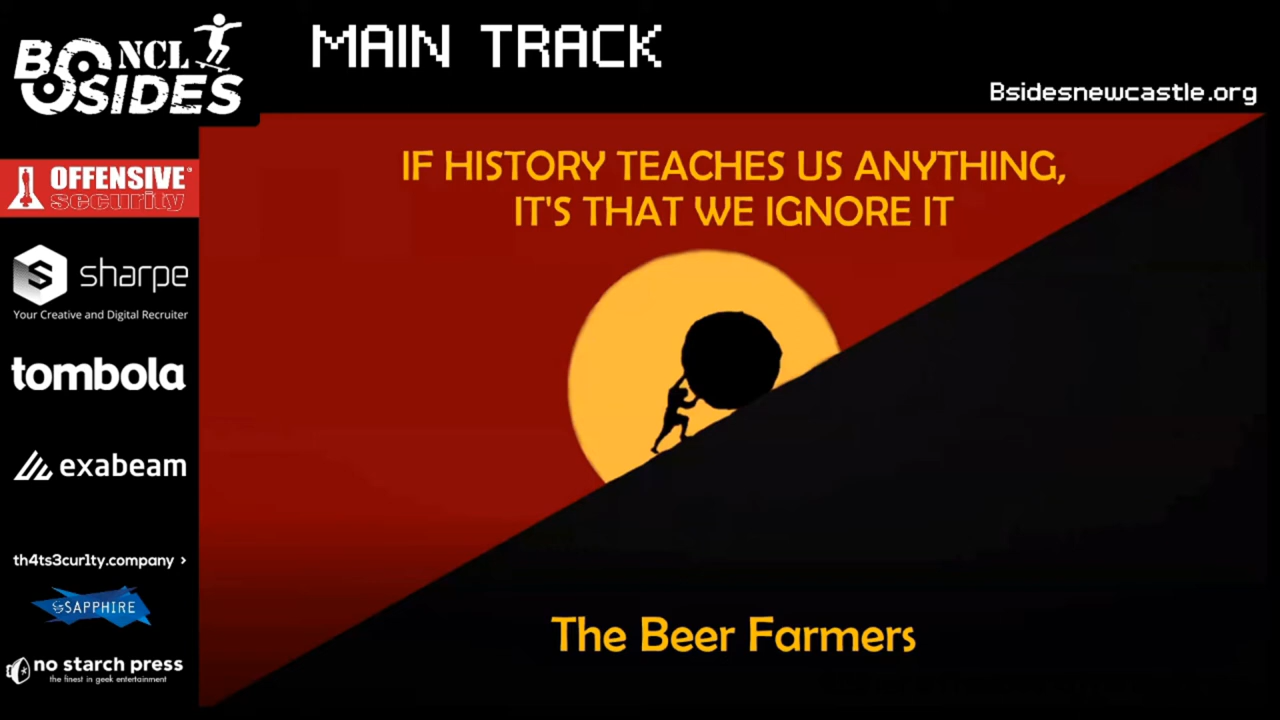 BSIDES NCL
MAIN TRACK
Bsidesnewcastle.org
OFFENSIVE
security
sharpe
Your Creative and Digital Recruiter
tombola
exabeam
th4ts3cur1ty.company >
SAPPHIRE
no starch press
the finest in geek entertainment
IF HISTORY TEACHES US ANYTHING,
IT'S THAT WE IGNORE IT
The Beer Farmers